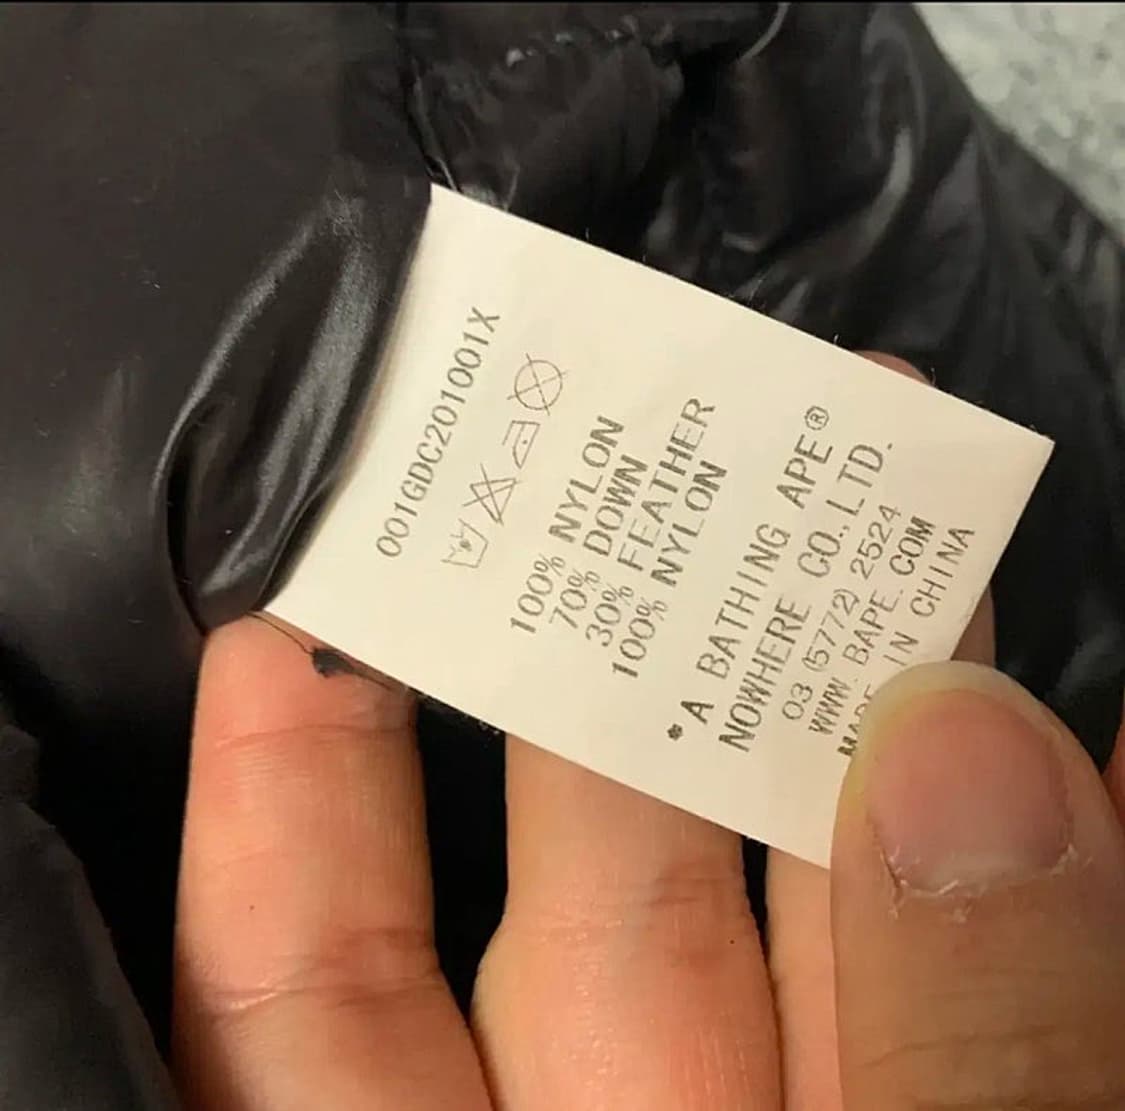 001GDC201001X
100% NYLON
70% DOWN
30% FEATHER
100% NYLON
A BATHING APE®
NOWHERE CO., LTD.
03 (5772) 2524
WWW. BAPE. COM
MADE IN CHINA